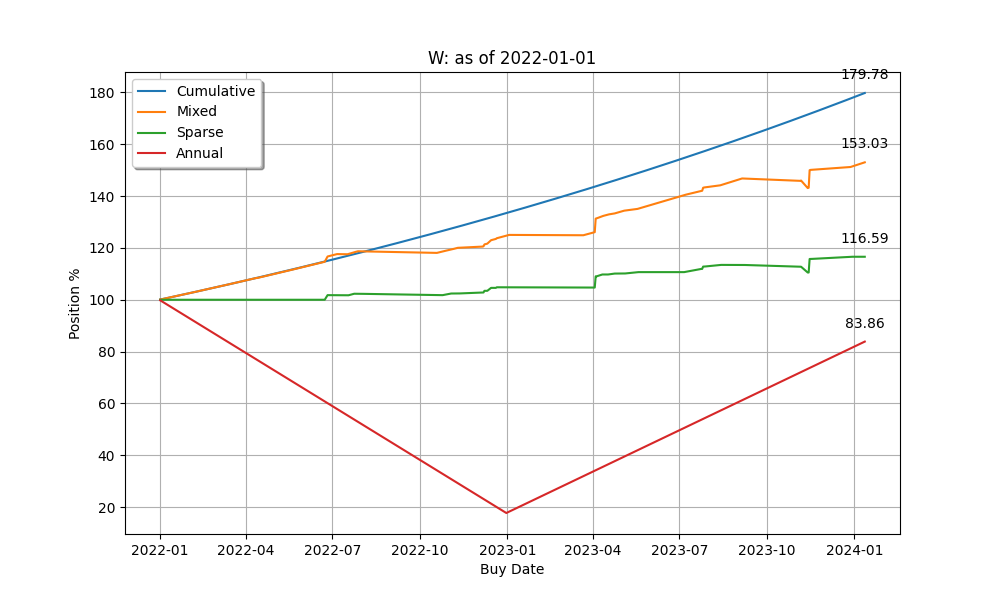 W: as of 2022-01-01
179.78
180
Cumulative
Mixed
Sparse
Annual
160
153.03
140
120
116.59
100
83.86
80
60
40
20
Position %
2022-01 2022-04 2022-07 2022-10 2023-01 2023-04 2023-07 2023-10 2024-01
Buy Date